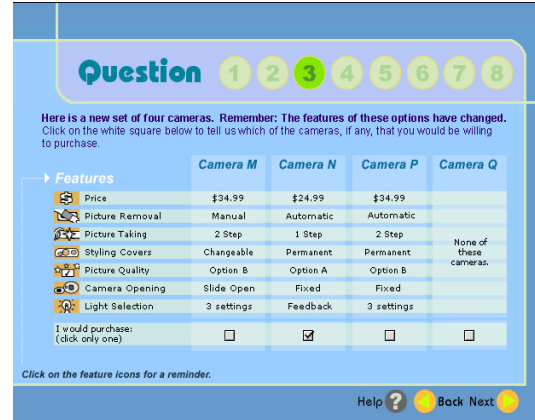 Question 1 2 3 4 5 6 7 8
Here is a new set of four cameras. Remember: The features of these options have changed.
Click on the white square below to tell us which of the cameras, if any, that you would be willing
to purchase.
Features Camera M Camera N Camera P Camera Q
Price $34.99 $24.99 $34.99
Picture Removal Manual Automatic Automatic
Picture Taking 2 Step 1 Step 2 Step
Styling Covers Changeable Permanent Permanent
Picture Quality Option B Option A Option B
Camera Opening Slide Open Fixed Fixed
Light Selection 3 settings Feedback 3 settings
None of
these
cameras.
I would purchase:
(click only one)
Click on the feature icons for a reminder.
Help ? Back Next